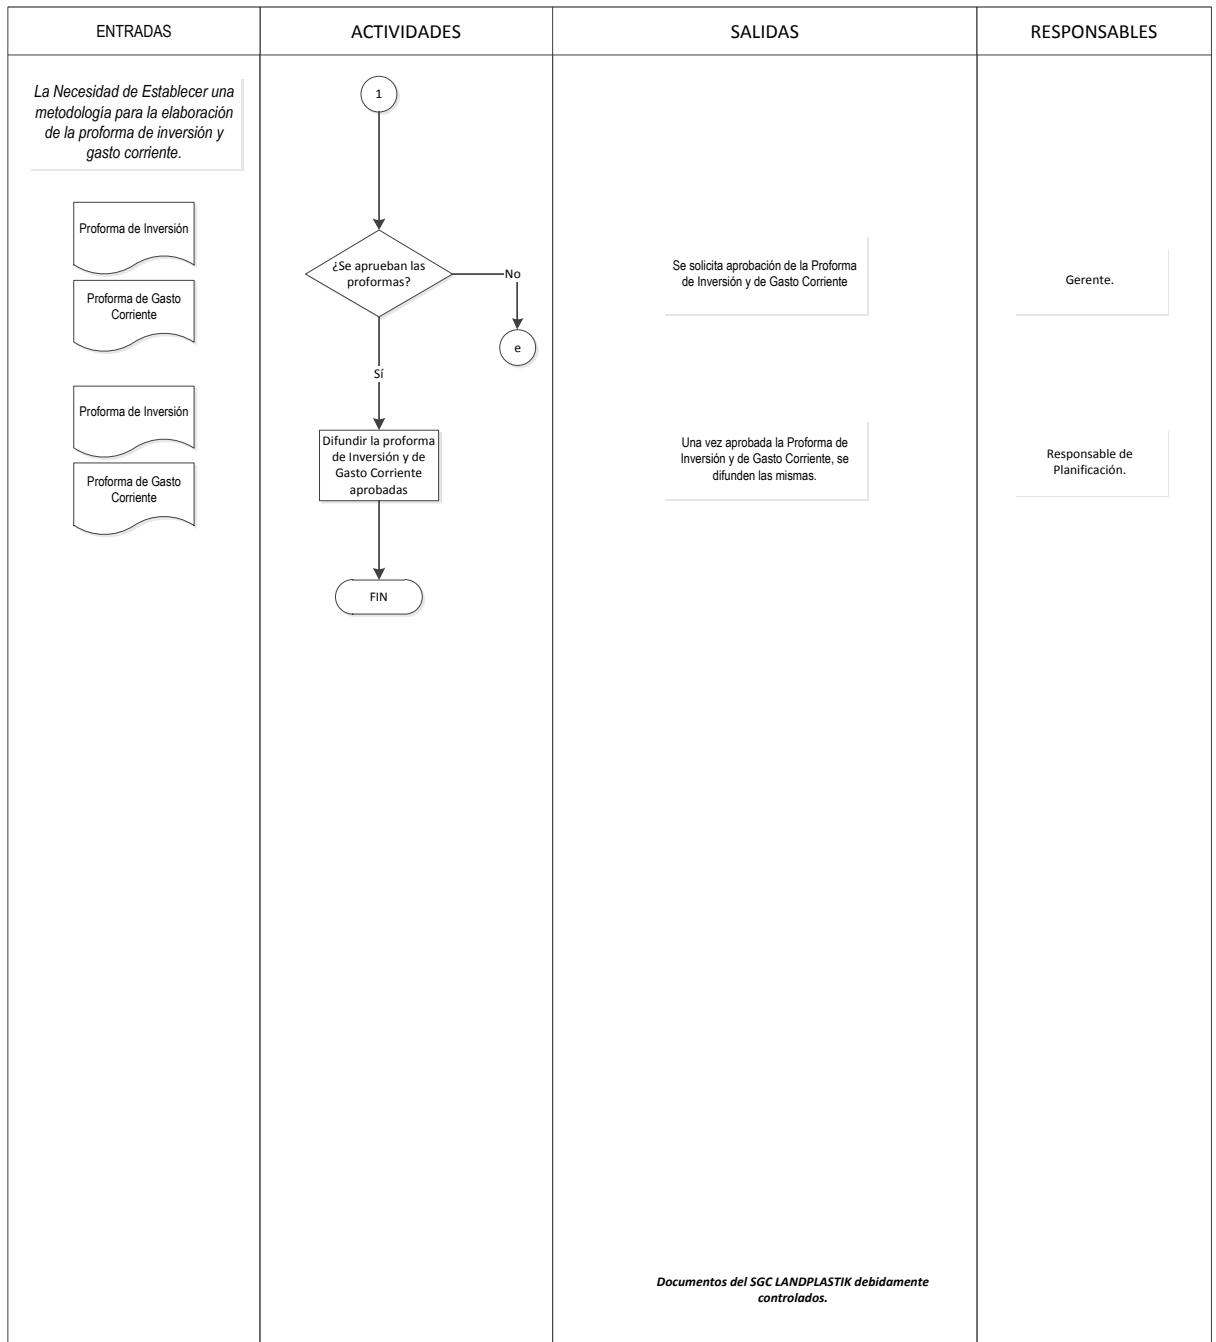 ENTRADAS
ACTIVIDADES
SALIDAS
RESPONSABLES
La Necesidad de Establecer una
metodología para la elaboración
de la proforma de inversión y
gasto corriente.
1
Proforma de Inversión
Proforma de Gasto
Corriente
¿Se aprueban las
proformas?
No
e
Se solicita aprobación de la Proforma
de Inversión y de Gasto Corriente
Gerente.
Sí
Proforma de Inversión
Proforma de Gasto
Corriente
Difundir la proforma
de Inversión y de
Gasto Corriente
aprobadas
Una vez aprobada la Proforma de
Inversión y de Gasto Corriente, se
difunden las mismas.
Responsable de
Planificación.
FIN
Documentos del SGC LANDPLASTIK debidamente
controlados.